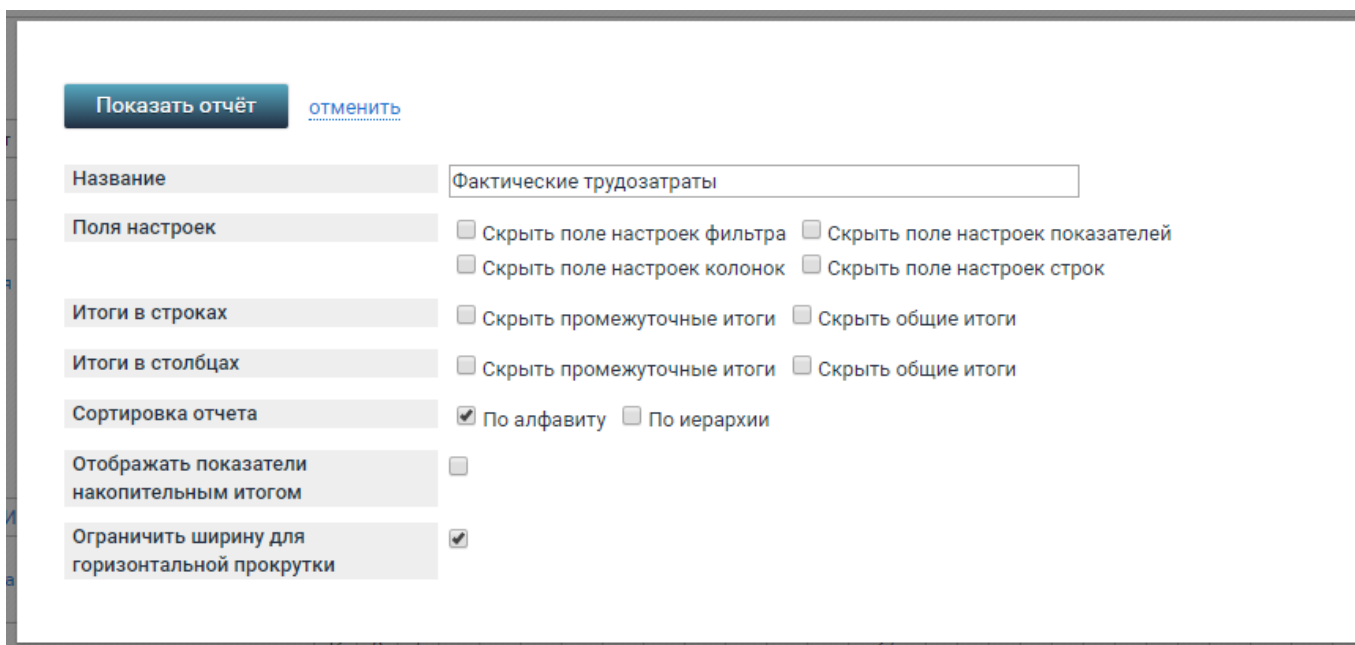 Показать отчёт отменить
Название Фактические трудозатраты
Поля настроек Скрыть поле настроек фильтра Скрыть поле настроек показателей
Скрыть поле настроек колонок Скрыть поле настроек строк
Итоги в строках Скрыть промежуточные итоги Скрыть общие итоги
Итоги в столбцах Скрыть промежуточные итоги Скрыть общие итоги
Сортировка отчета По алфавиту По иерархии
Отображать показатели
накопительным итогом
Ограничить ширину для
горизонтальной прокрутки